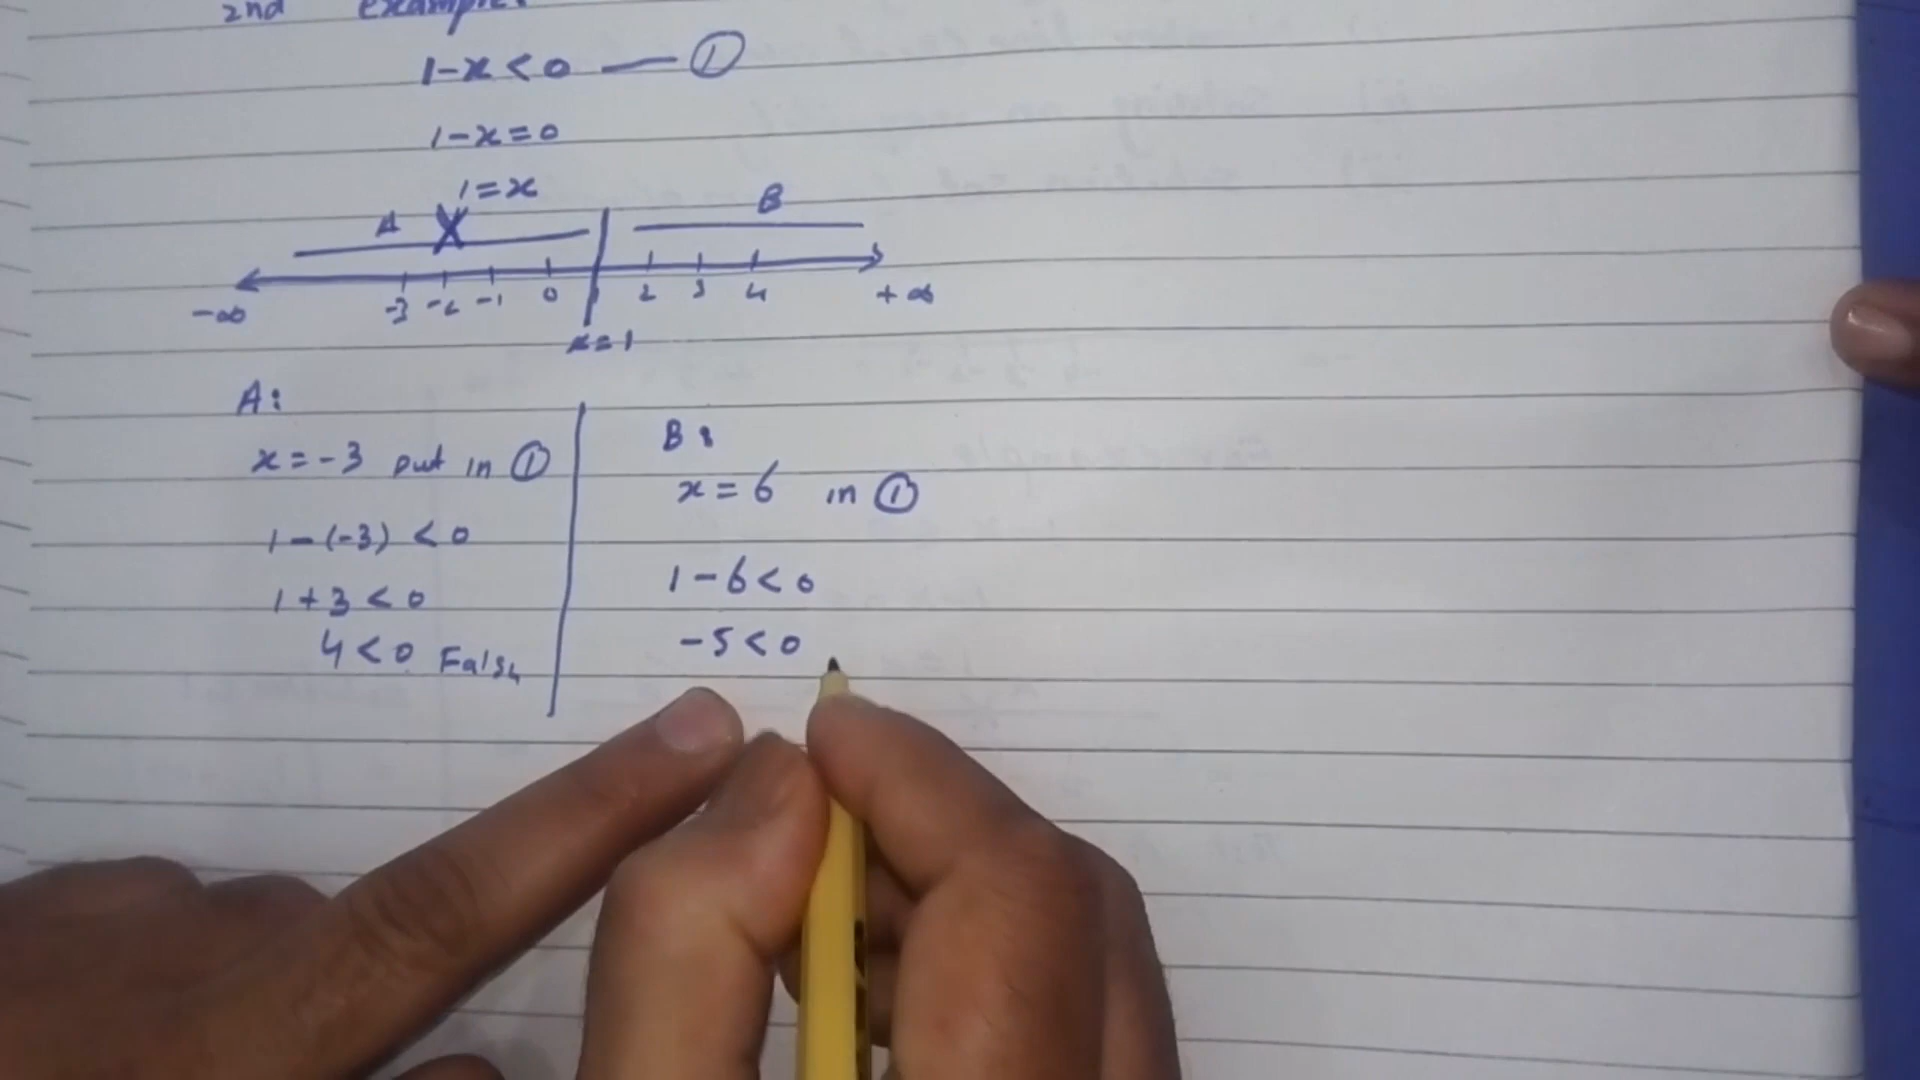 2nd example:
1-x<0 — ①
1-x=0
1=x
A X B
-∞ -3 -2 -1 0 2 3 4 +∞
x=1
A:
x=-3 put in ①
1-(-3)<0
1+3<0
4<0 False
B:
x=6 in ①
1-6<0
-5<0